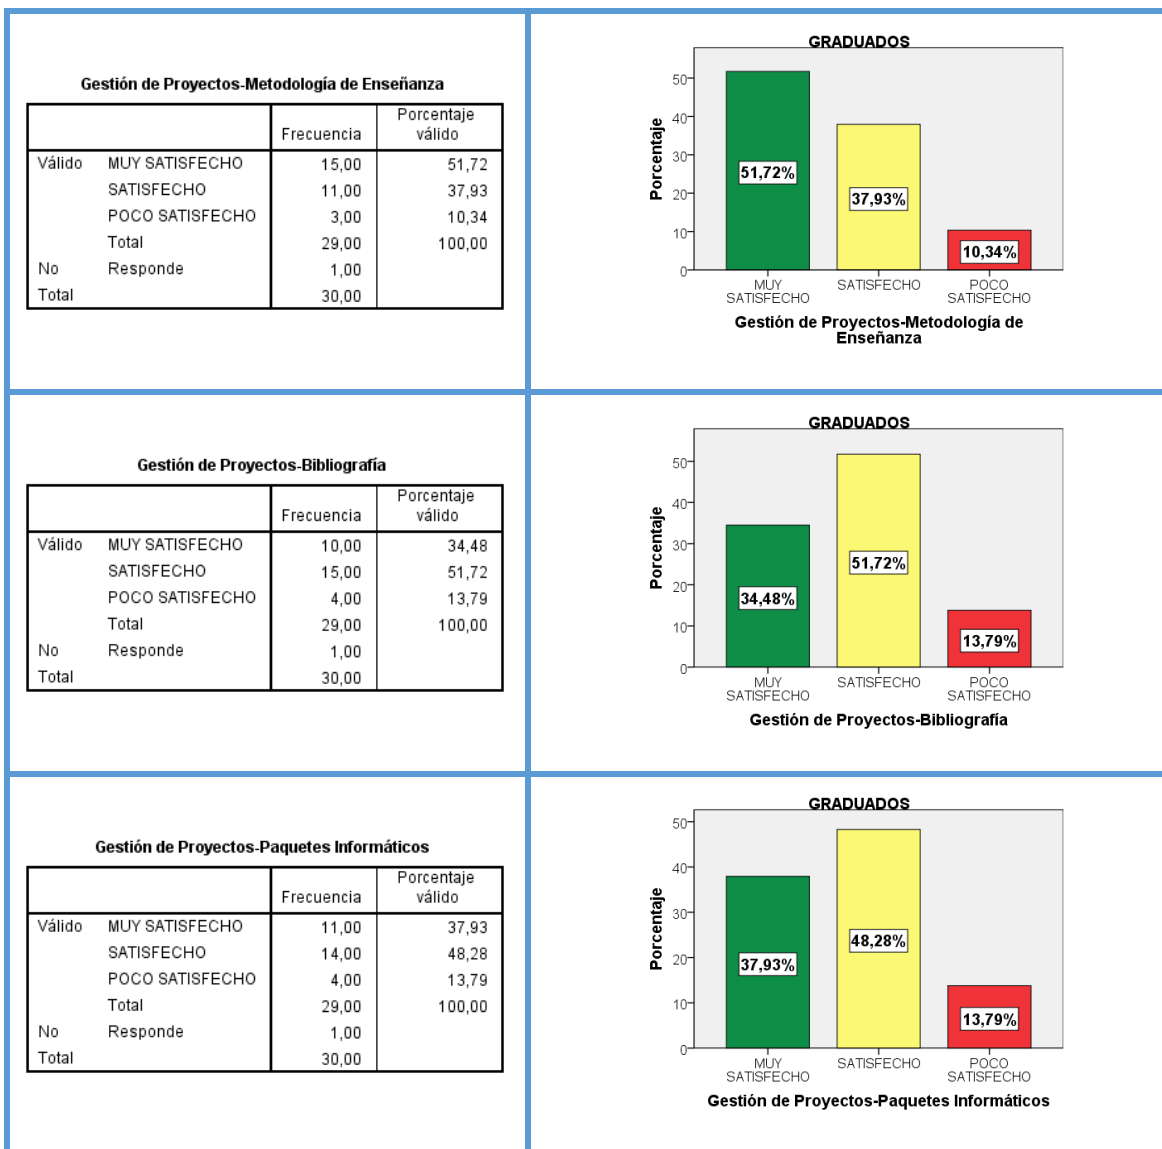 Gestión de Proyectos-Metodología de Enseñanza
Frecuencia Porcentaje válido
Válido MUY SATISFECHO 15,00 51,72
SATISFECHO 11,00 37,93
POCO SATISFECHO 3,00 10,34
Total 29,00 100,00
No Responde 1,00
Total 30,00
GRADUADOS
Porcentaje
50
40
30
20
10
0
51,72%
37,93%
10,34%
MUY SATISFECHO
SATISFECHO
POCO SATISFECHO
Gestión de Proyectos-Metodología de
Enseñanza
Gestión de Proyectos-Bibliografía
Frecuencia Porcentaje válido
Válido MUY SATISFECHO 10,00 34,48
SATISFECHO 15,00 51,72
POCO SATISFECHO 4,00 13,79
Total 29,00 100,00
No Responde 1,00
Total 30,00
GRADUADOS
Porcentaje
50
40
30
20
10
0
34,48%
51,72%
13,79%
MUY SATISFECHO
SATISFECHO
POCO SATISFECHO
Gestión de Proyectos-Bibliografía
Gestión de Proyectos-Paquetes Informáticos
Frecuencia Porcentaje válido
Válido MUY SATISFECHO 11,00 37,93
SATISFECHO 14,00 48,28
POCO SATISFECHO 4,00 13,79
Total 29,00 100,00
No Responde 1,00
Total 30,00
GRADUADOS
Porcentaje
50
40
30
20
10
0
37,93%
48,28%
13,79%
MUY SATISFECHO
SATISFECHO
POCO SATISFECHO
Gestión de Proyectos-Paquetes Informáticos